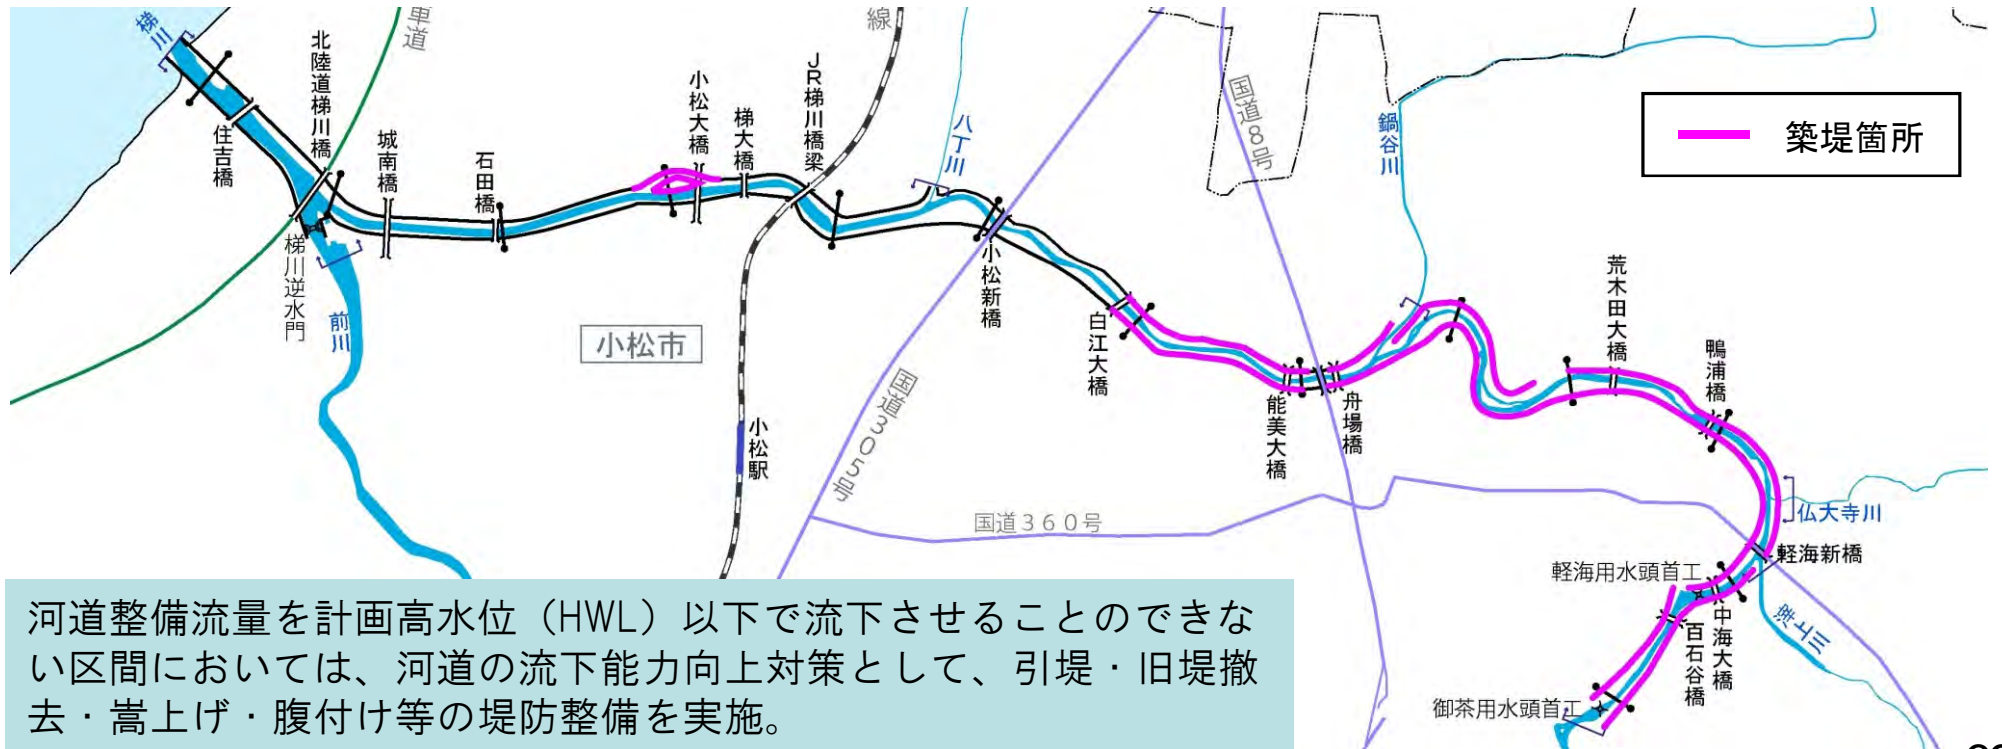 梯川
車道
線
北陸道梯川橋
住吉橋
城南橋
石田橋
小松大橋
梯大橋
JR梯川橋梁
八丁川
国道8号
鍋谷川
築堤箇所
梯川逆水門
前川
小松市
小松新橋
白江大橋
国道305号
小松駅
能美大橋
舟場橋
荒木田大橋
鴨浦橋
国道360号
仏大寺川
軽海新橋
軽海用水頭首工
中海大橋
百石谷橋
滓上川
御茶用水頭首工
河道整備流量を計画高水位（HWL）以下で流下させることのできな
い区間においては、河道の流下能力向上対策として、引堤・旧堤撤
去・嵩上げ・腹付け等の堤防整備を実施。